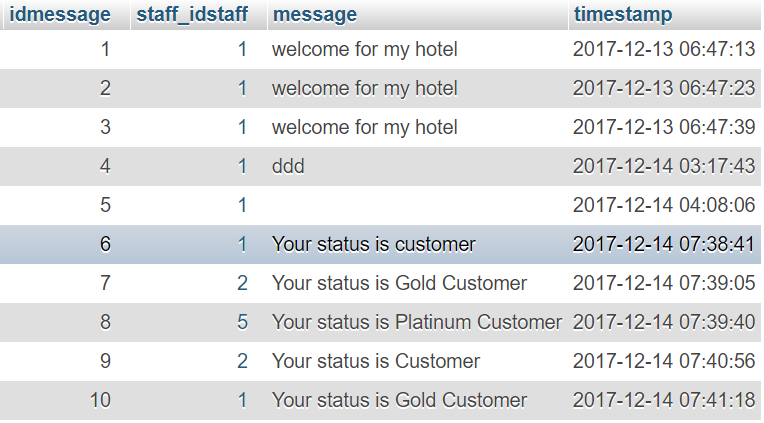 idmessage staff_idstaff message timestamp
1 1 welcome for my hotel 2017-12-13 06:47:13
2 1 welcome for my hotel 2017-12-13 06:47:23
3 1 welcome for my hotel 2017-12-13 06:47:39
4 1 ddd 2017-12-14 03:17:43
5 1 2017-12-14 04:08:06
6 1 Your status is customer 2017-12-14 07:38:41
7 2 Your status is Gold Customer 2017-12-14 07:39:05
8 5 Your status is Platinum Customer 2017-12-14 07:39:40
9 2 Your status is Customer 2017-12-14 07:40:56
10 1 Your status is Gold Customer 2017-12-14 07:41:18